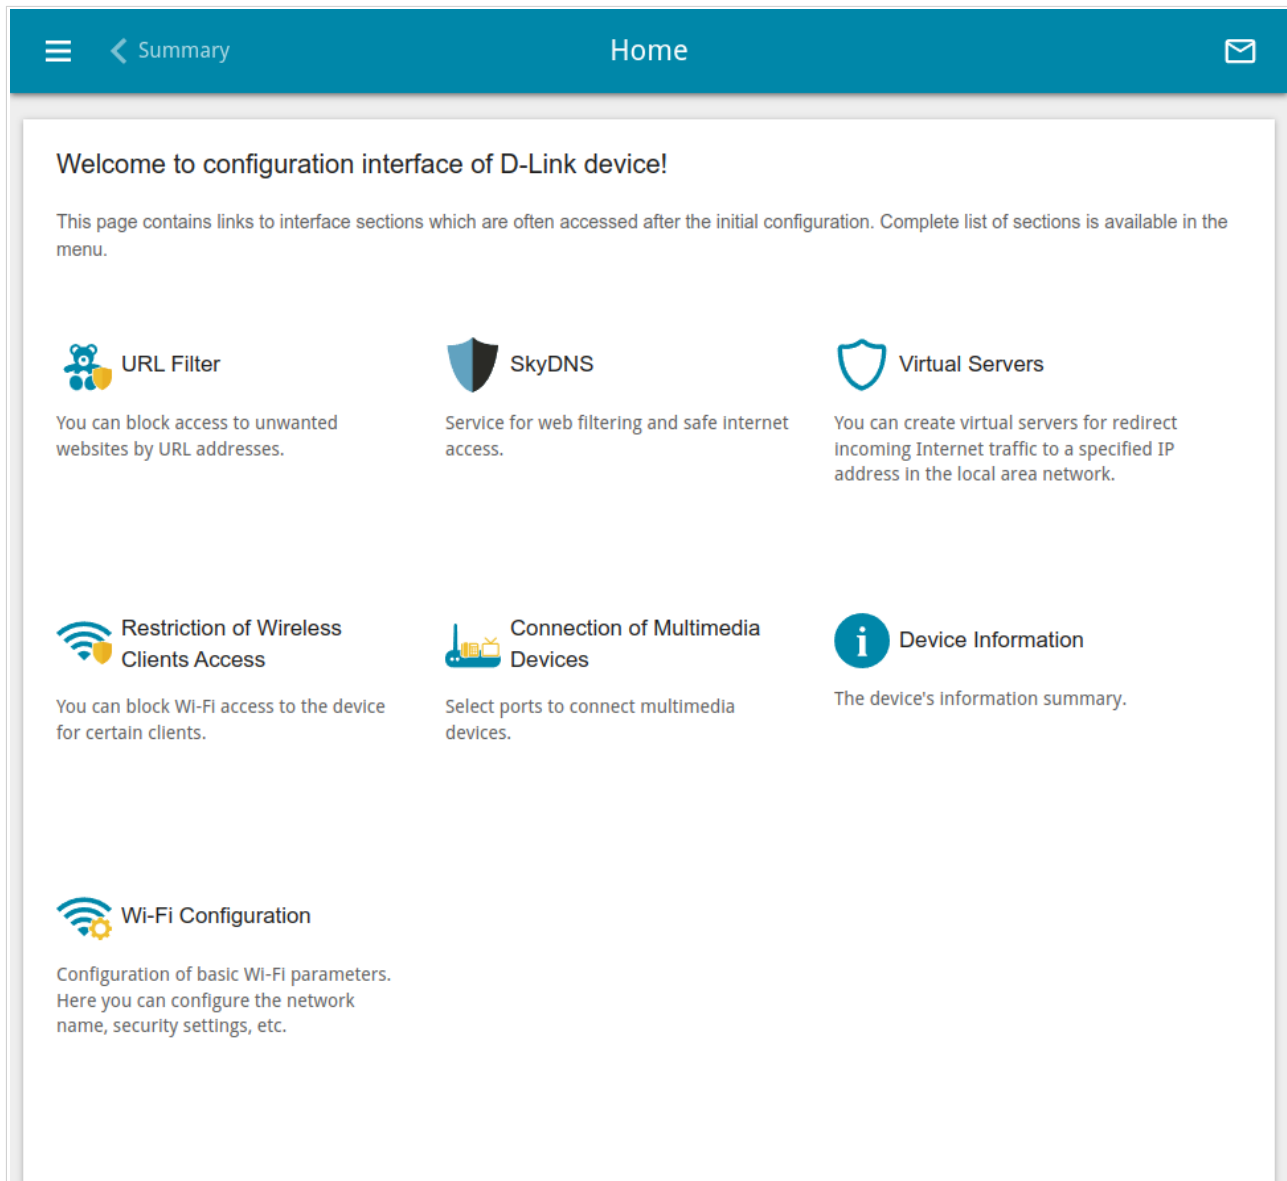 Summary
Home
Welcome to configuration interface of D-Link device!
This page contains links to interface sections which are often accessed after the initial configuration. Complete list of sections is available in the
menu.
URL Filter
You can block access to unwanted
websites by URL addresses.
SkyDNS
Service for web filtering and safe internet
access.
Virtual Servers
You can create virtual servers for redirect
incoming Internet traffic to a specified IP
address in the local area network.
Restriction of Wireless
Clients Access
You can block Wi-Fi access to the device
for certain clients.
Connection of Multimedia
Devices
Select ports to connect multimedia
devices.
Device Information
The device's information summary.
Wi-Fi Configuration
Configuration of basic Wi-Fi parameters.
Here you can configure the network
name, security settings, etc.